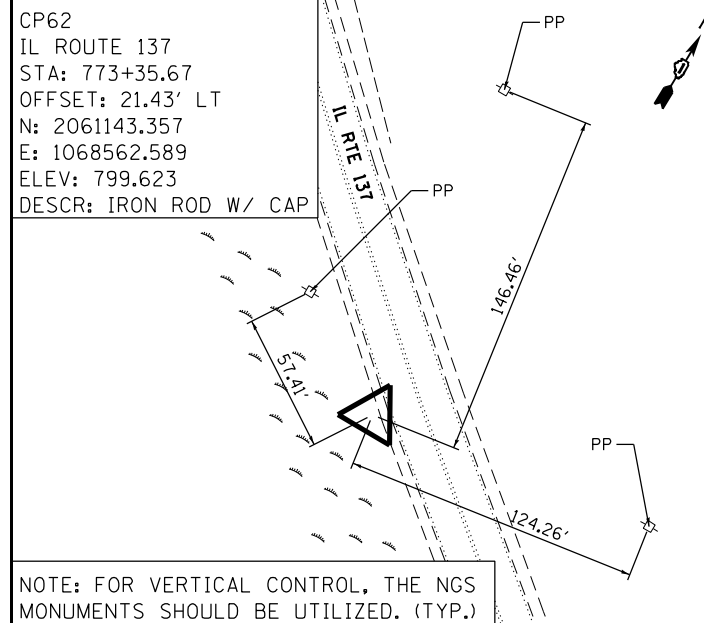 CP62
IL ROUTE 137
STA: 773+35.67
OFFSET: 21.43' LT
N: 2061143.357
E: 1068562.589
ELEV: 799.623
DESCR: IRON ROD W/ CAP
PP
IL RTE 137
PP
146.46'
57.41'
PP
124.26'
NOTE: FOR VERTICAL CONTROL, THE NGS
MONUMENTS SHOULD BE UTILIZED. (TYP.)